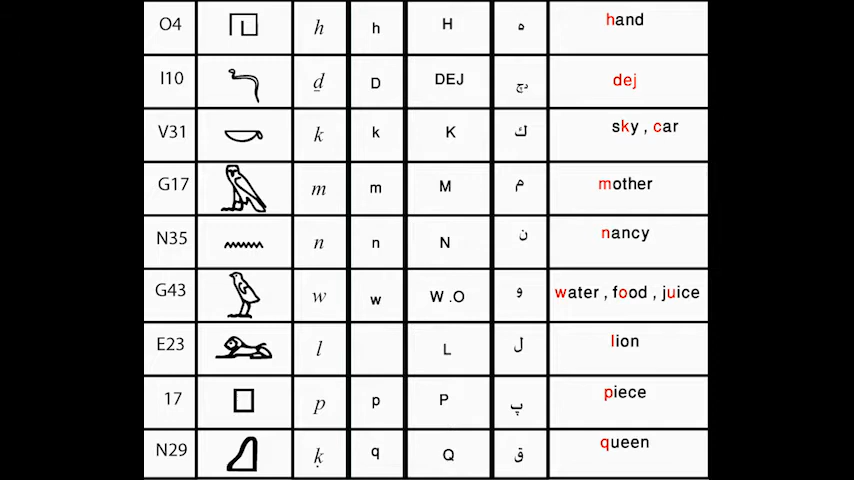 O4 h h H ه hand
I10 ḏ D DEJ دج dej
V31 k k K ك sky , car
G17 m m M م mother
N35 n n N ن nancy
G43 w w W .O و water , food , juice
E23 l L ل lion
17 p p P پ piece
N29 ḳ q Q ق queen